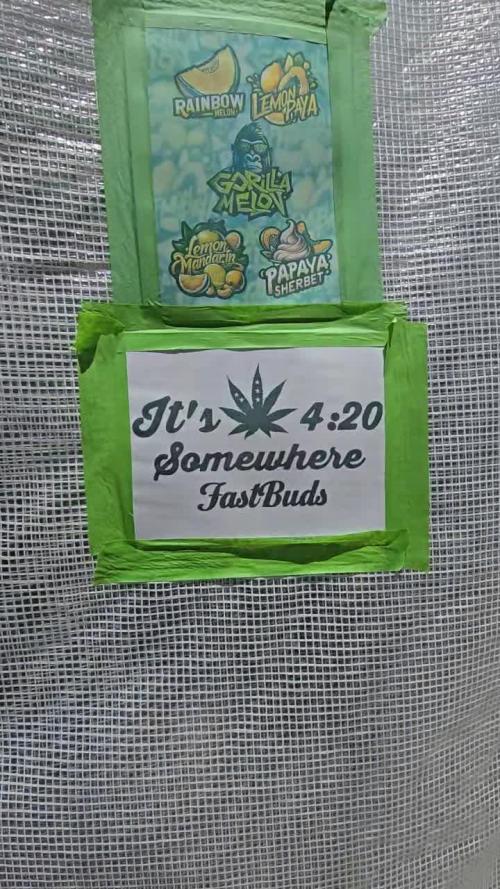 RAINBOW
MELON
LEMON
PAYA
GORILLA
MELON
Lemon
Mandarin
PAPAYA
SHERBET
It's 4:20
Somewhere
FastBuds